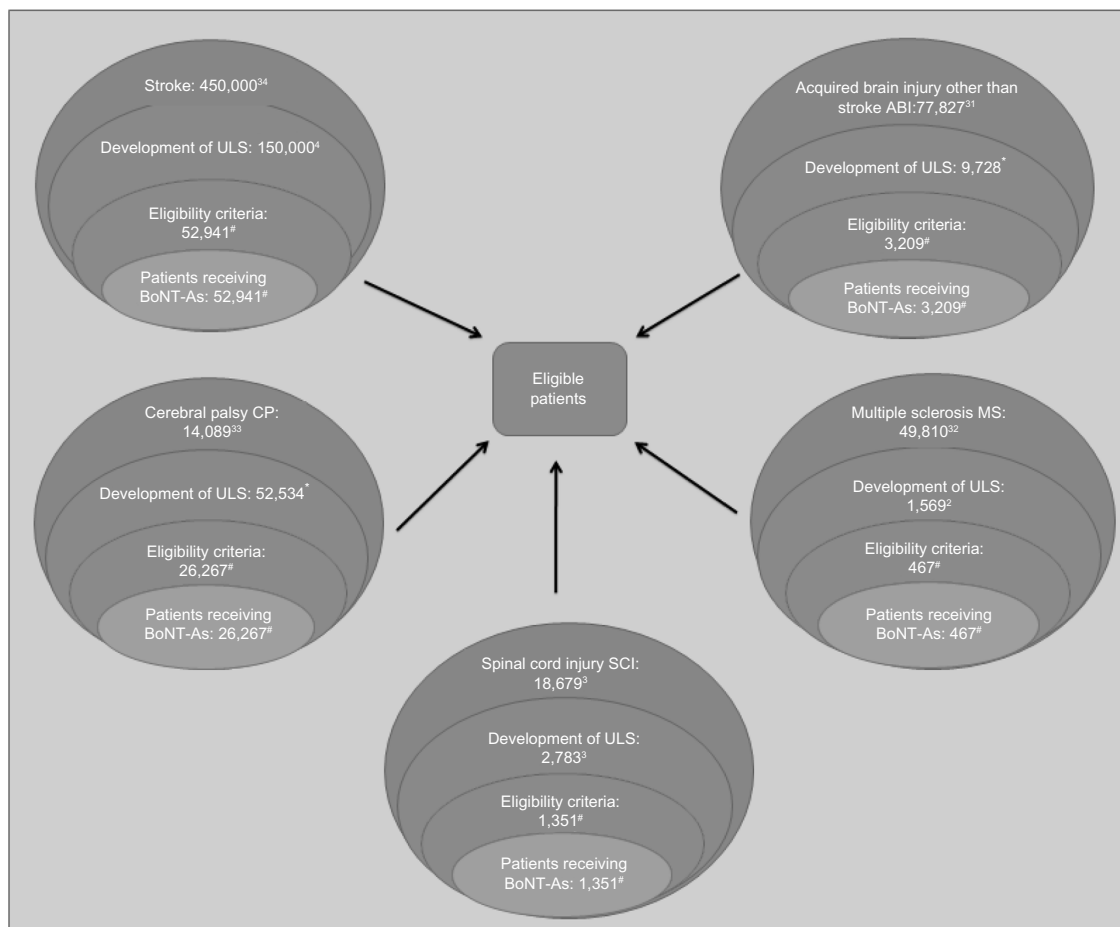 Stroke: 450,000³⁴
Development of ULS: 150,000⁴
Eligibility criteria:
52,941#
Patients receiving
BoNT-As: 52,941#
Acquired brain injury other than
stroke ABI:77,827³¹
Development of ULS: 9,728*
Eligibility criteria:
3,209#
Patients receiving
BoNT-As: 3,209#
Eligible
patients
Cerebral palsy CP:
14,089³³
Development of ULS: 52,534*
Eligibility criteria:
26,267#
Patients receiving
BoNT-As: 26,267#
Multiple sclerosis MS:
49,810³²
Development of ULS:
1,569²
Eligibility criteria:
467#
Patients receiving
BoNT-As: 467#
Spinal cord injury SCI:
18,679³
Development of ULS:
2,783³
Eligibility criteria:
1,351#
Patients receiving
BoNT-As: 1,351#